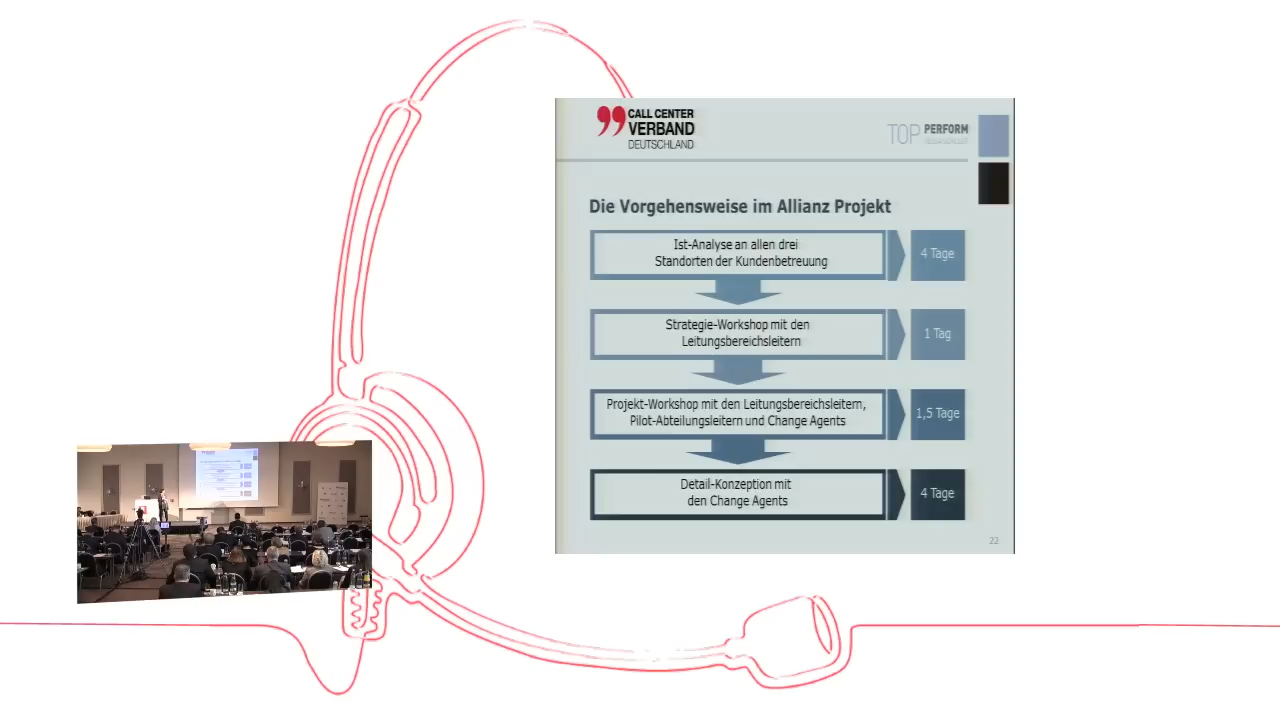 CALL CENTER
VERBAND
DEUTSCHLAND
TOP PERFORM
Die Vorgehensweise im Allianz Projekt
Ist-Analyse an allen drei
Standorten der Kundenbetreuung
4 Tage
Strategie-Workshop mit den
Leitungsbereichsleitern
1 Tag
Projekt-Workshop mit den Leitungsbereichsleitern,
Pilot-Abteilungsleitern und Change Agents
1,5 Tage
Detail-Konzeption mit
den Change Agents
4 Tage
22